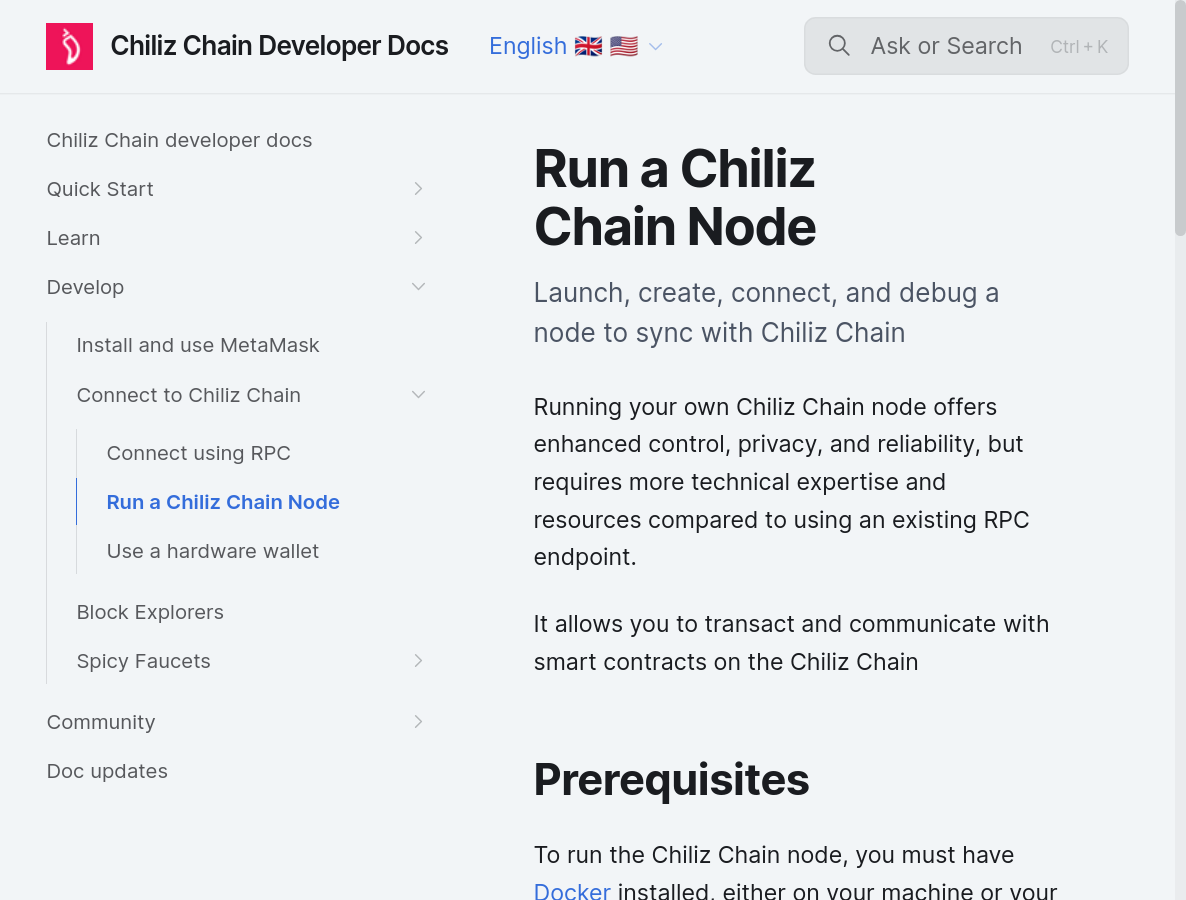 Chiliz Chain Developer Docs
English 🇬🇧 🇺🇸
Ask or Search Ctrl + K
Chiliz Chain developer docs
Quick Start
Learn
Develop
Install and use MetaMask
Connect to Chiliz Chain
Connect using RPC
Run a Chiliz Chain Node
Use a hardware wallet
Block Explorers
Spicy Faucets
Community
Doc updates
Run a Chiliz
Chain Node
Launch, create, connect, and debug a
node to sync with Chiliz Chain
Running your own Chiliz Chain node offers
enhanced control, privacy, and reliability, but
requires more technical expertise and
resources compared to using an existing RPC
endpoint.
It allows you to transact and communicate with
smart contracts on the Chiliz Chain
Prerequisites
To run the Chiliz Chain node, you must have
Docker installed, either on your machine or your